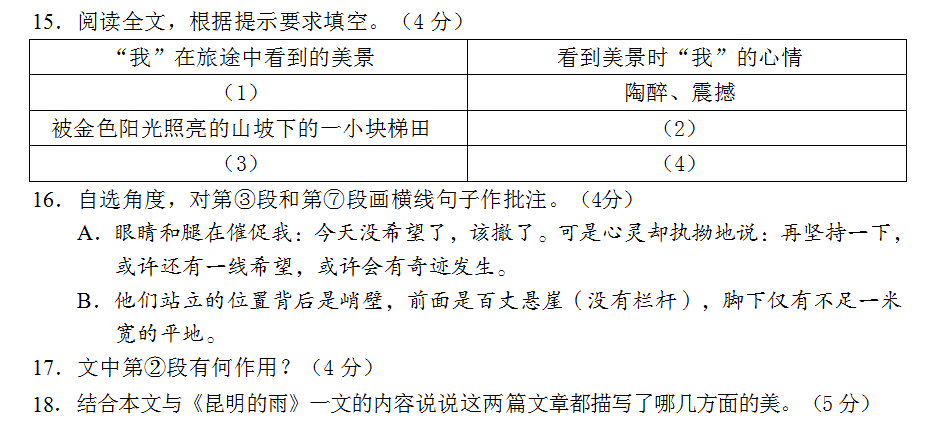 15．阅读全文，根据提示要求填空。（4 分）
“我”在旅途中看到的美景 看到美景时“我”的心情
（1） 陶醉、震撼
被金色阳光照亮的山坡下的一小块梯田 （2）
（3） （4）
16．自选角度，对第③段和第⑦段画横线句子作批注。（4分）
A．眼睛和腿在催促我：今天没希望了，该撤了。可是心灵却执拗地说：再坚持一下，
或许还有一线希望，或许会有奇迹发生。
B．他们站立的位置背后是峭壁，前面是百丈悬崖（没有栏杆），脚下仅有不足一米
宽的平地。
17．文中第②段有何作用？（4 分）
18．结合本文与《昆明的雨》一文的内容说说这两篇文章都描写了哪几方面的美。（5 分）